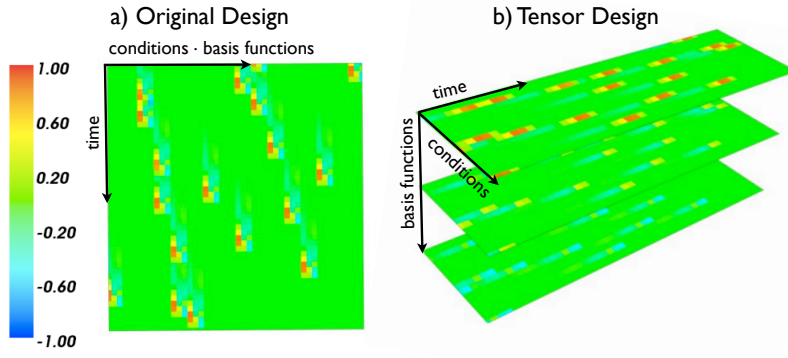 a) Original Design
b) Tensor Design
conditions · basis functions
time
1.00
0.60
0.20
-0.20
-0.60
-1.00
time
conditions
basis functions